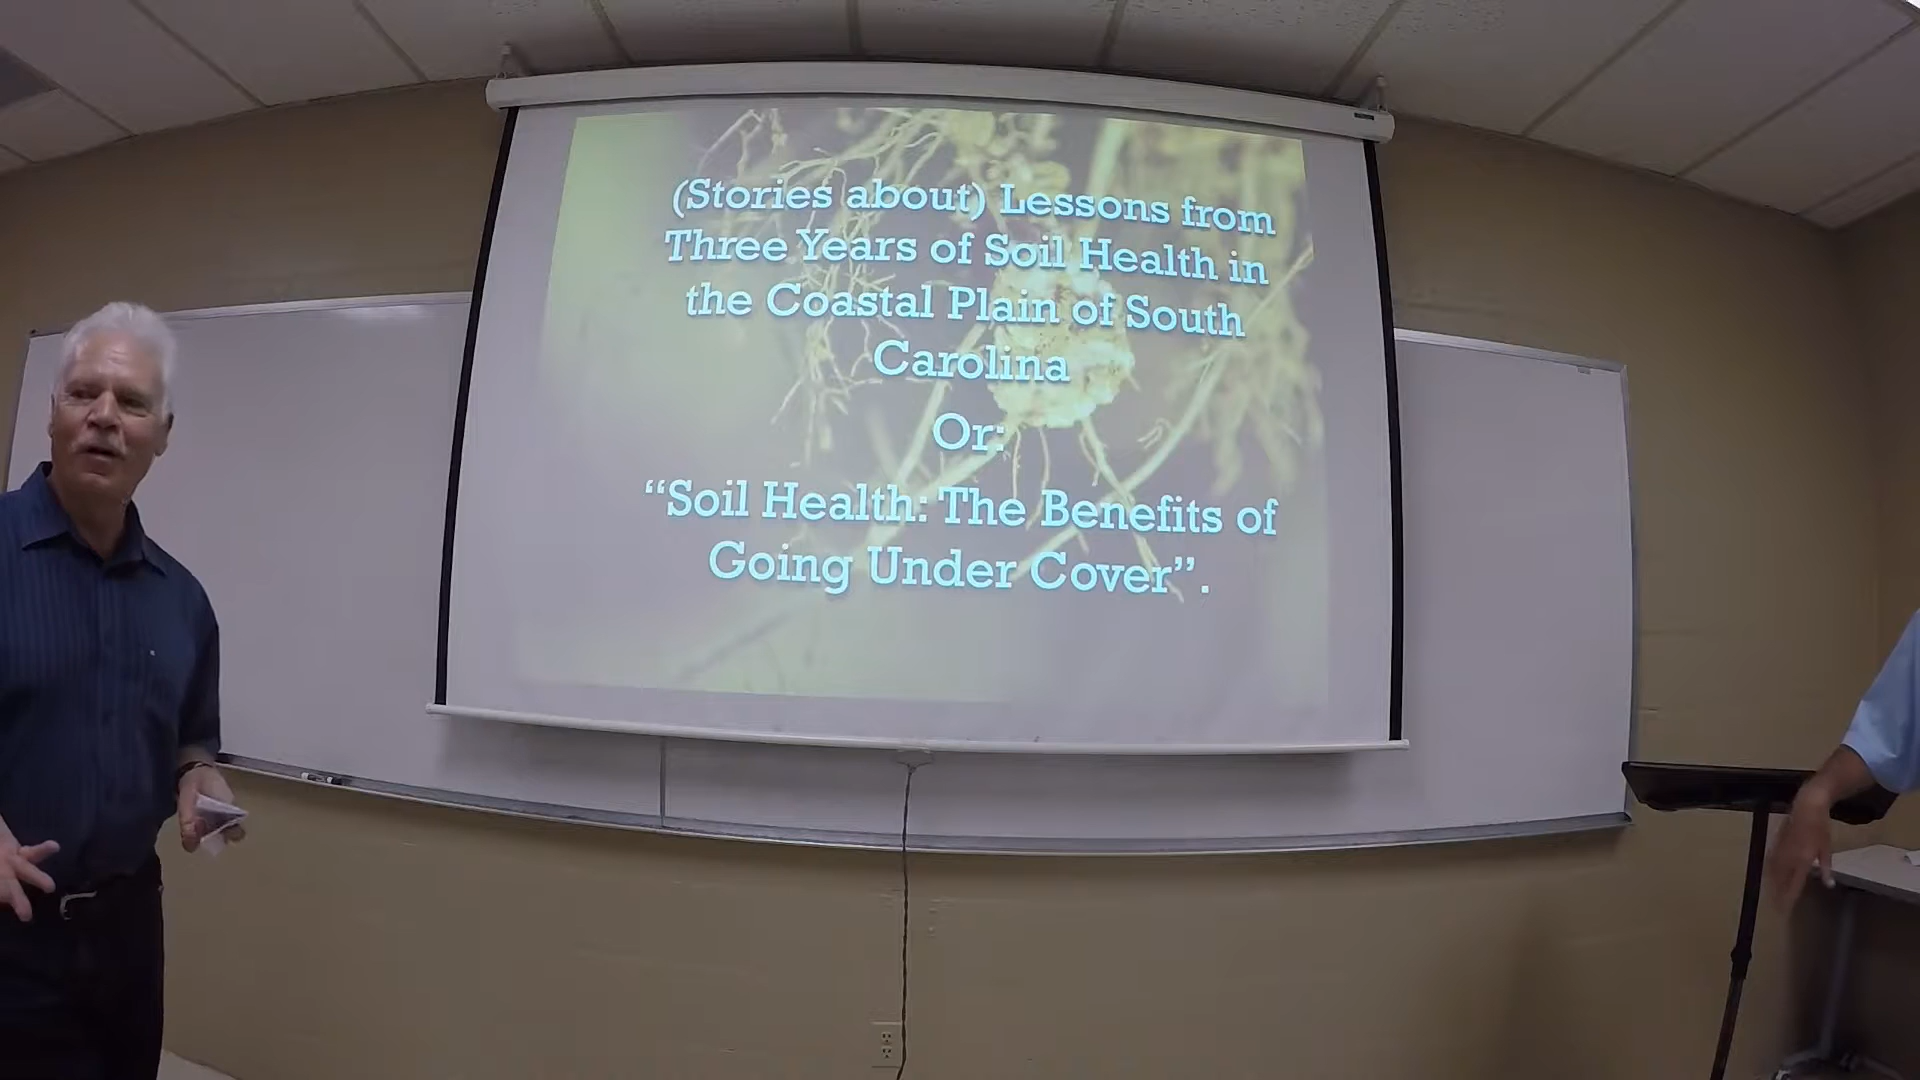 (Stories about) Lessons from
Three Years of Soil Health in
the Coastal Plain of South
Carolina
Or:
“Soil Health: The Benefits of
Going Under Cover”.